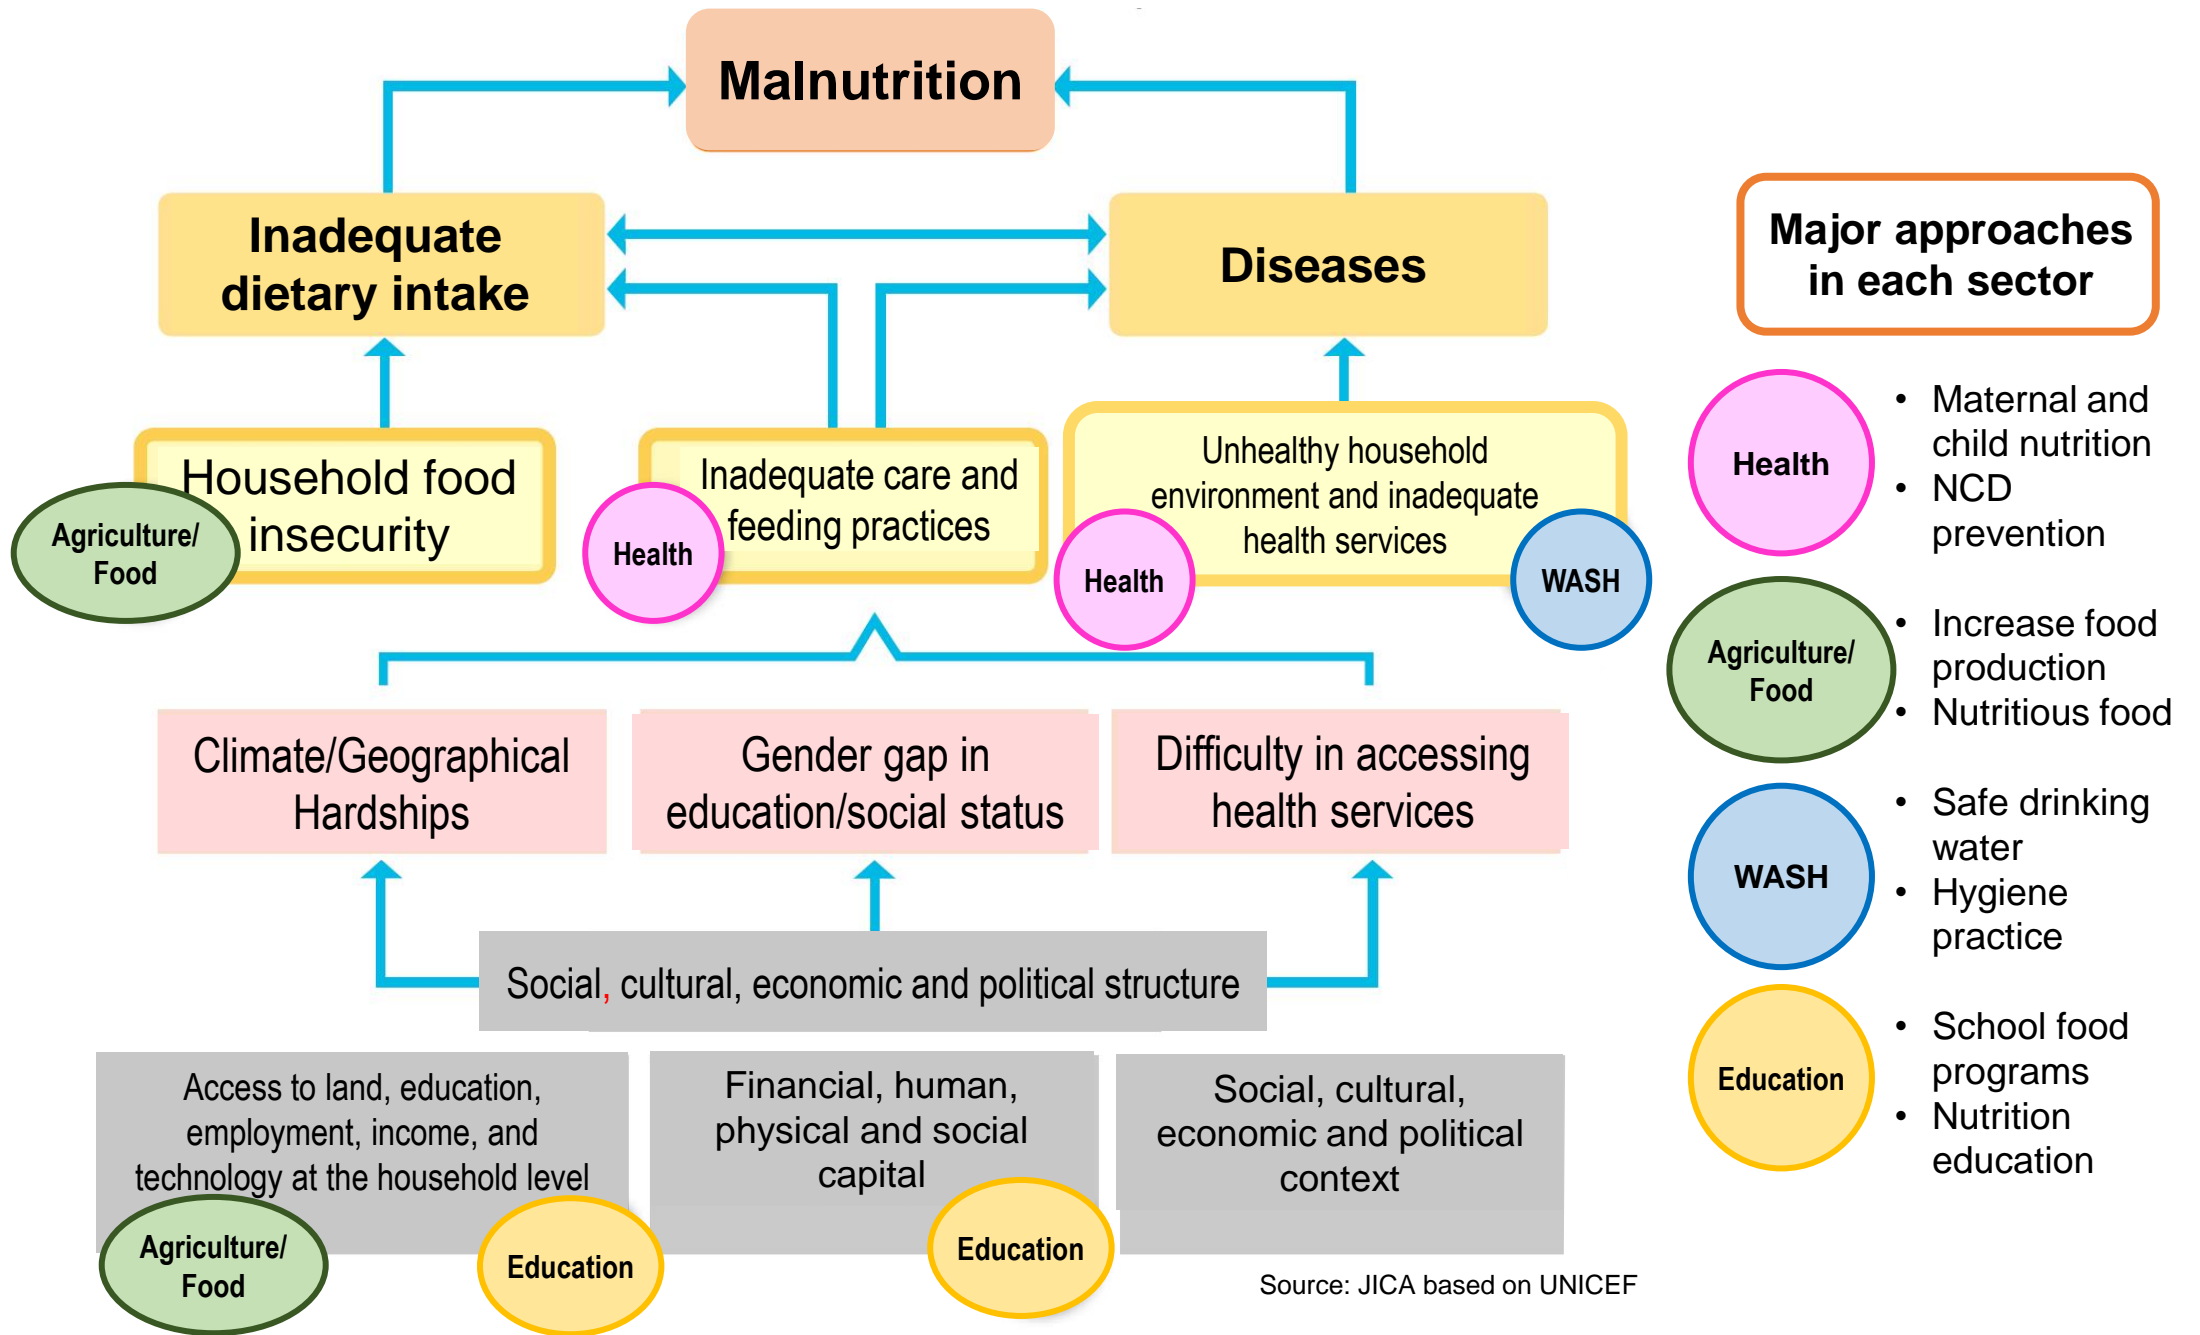 Malnutrition
Inadequate
dietary intake
Diseases
Household food
insecurity
Agriculture/
Food
Inadequate care and
feeding practices
Health
Unhealthy household
environment and inadequate
health services
Health
WASH
Climate/Geographical
Hardships
Gender gap in
education/social status
Difficulty in accessing
health services
Social, cultural, economic and political structure
Access to land, education,
employment, income, and
technology at the household level
Agriculture/
Food
Education
Financial, human,
physical and social
capital
Education
Social, cultural,
economic and political
context
Source: JICA based on UNICEF
Major approaches
in each sector
Health
• Maternal and
child nutrition
• NCD
prevention
Agriculture/
Food
• Increase food
production
• Nutritious food
WASH
• Safe drinking
water
• Hygiene
practice
Education
• School food
programs
• Nutrition
education